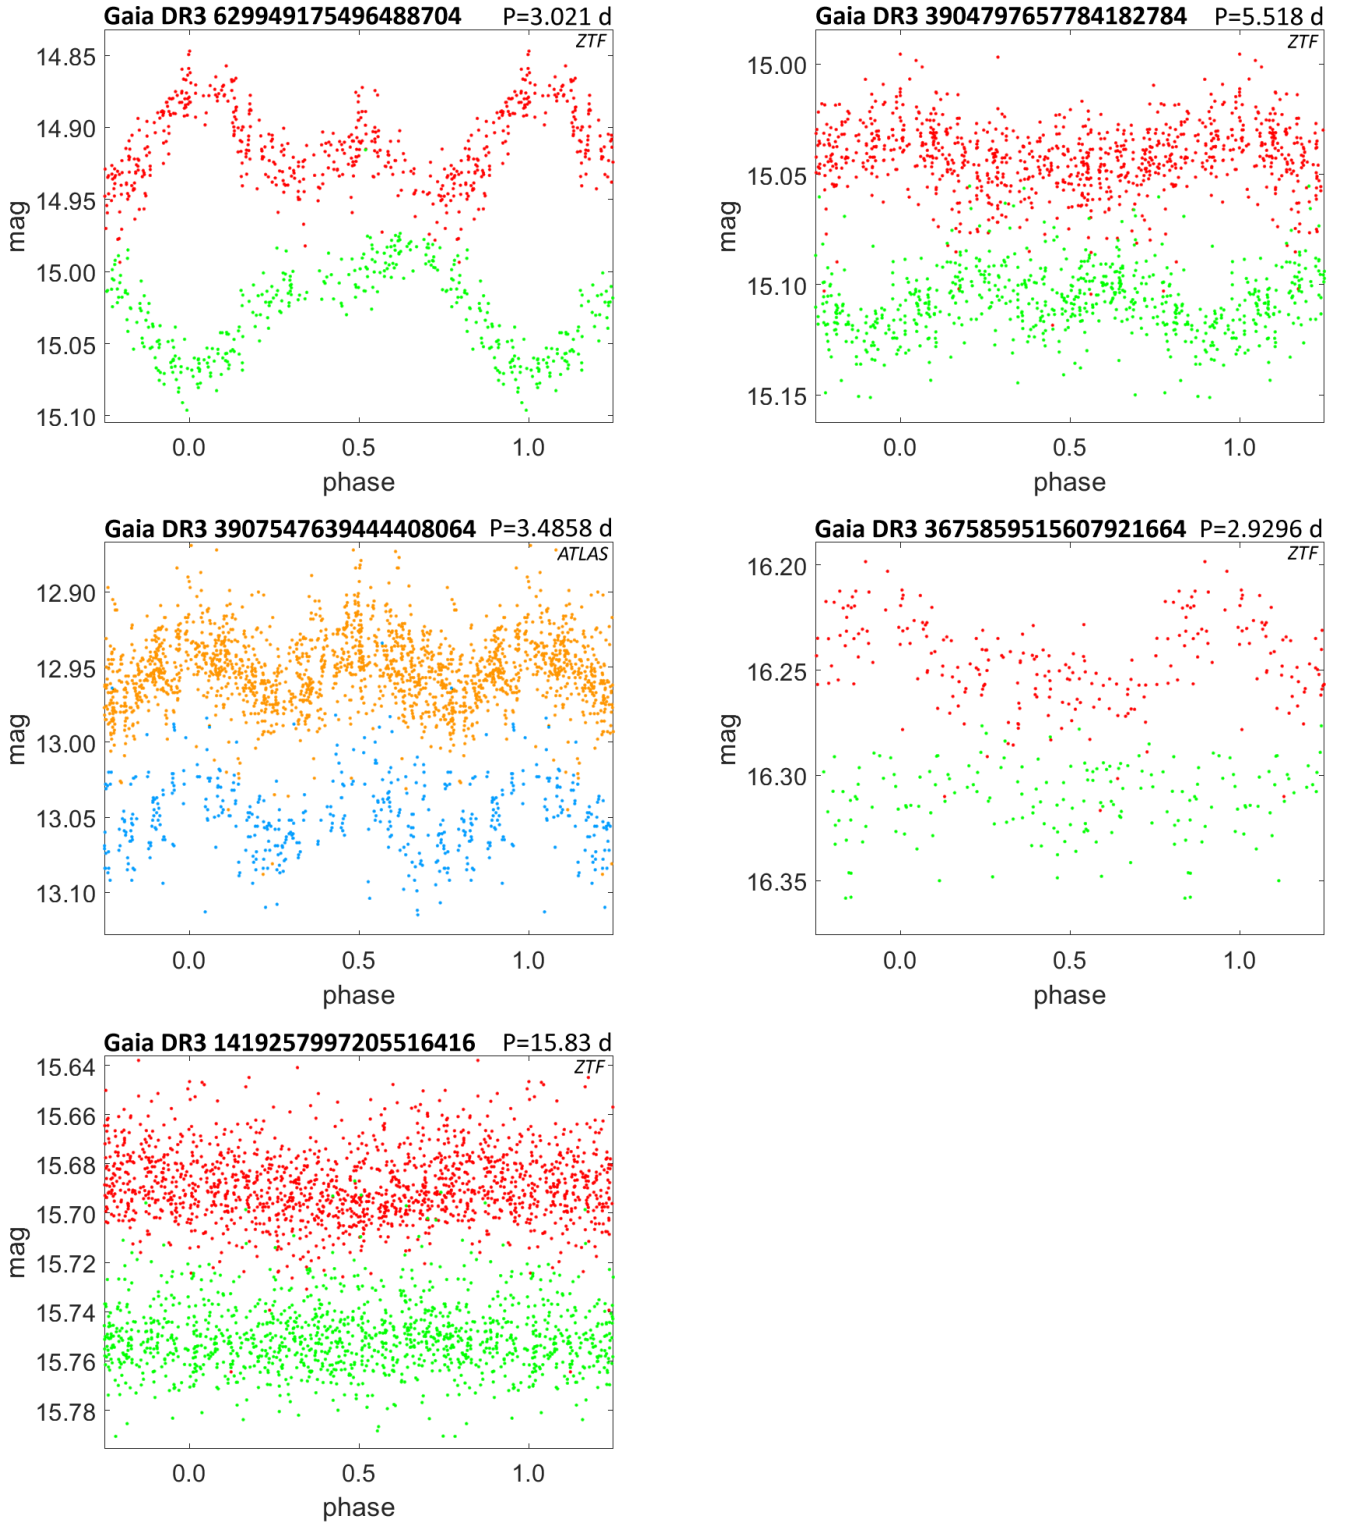 Gaia DR3 629949175496488704 P=3.021 d
ZTF
14.85
14.90
14.95
15.00
15.05
15.10
mag
0.0 0.5 1.0
phase
Gaia DR3 3904797657784182784 P=5.518 d
ZTF
15.00
15.05
15.10
15.15
mag
0.0 0.5 1.0
phase
Gaia DR3 3907547639444408064 P=3.4858 d
ATLAS
12.90
12.95
13.00
13.05
13.10
mag
0.0 0.5 1.0
phase
Gaia DR3 3675859515607921664 P=2.9296 d
ZTF
16.20
16.25
16.30
16.35
mag
0.0 0.5 1.0
phase
Gaia DR3 1419257997205516416 P=15.83 d
ZTF
15.64
15.66
15.68
15.70
15.72
15.74
15.76
15.78
mag
0.0 0.5 1.0
phase